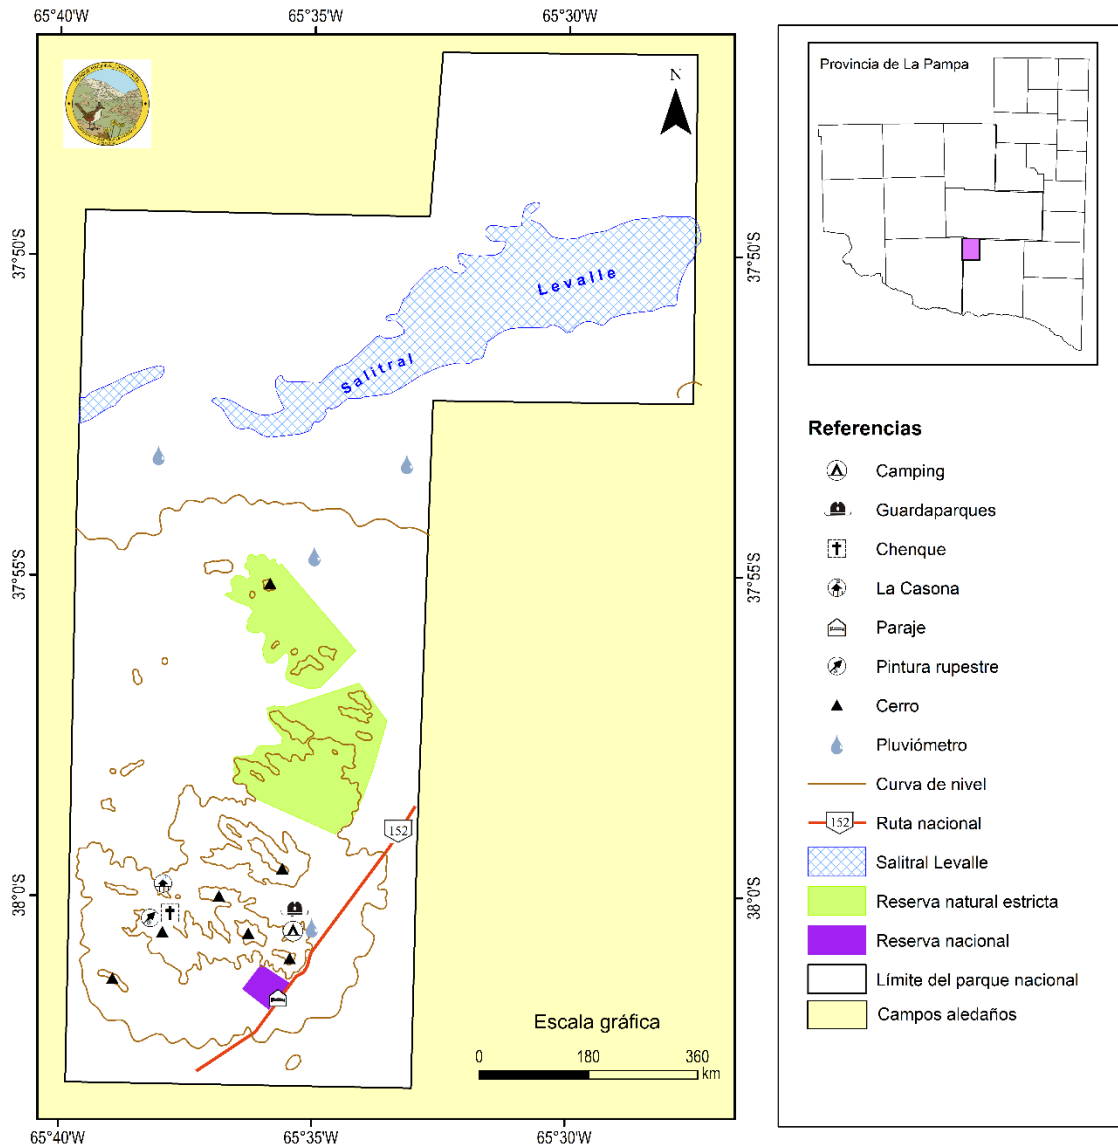 65°40'W
65°35'W
65°30'W
N
37°50'S
37°50'S
Levalle
Salitral
37°55'S
37°55'S
152
38°0'S
38°0'S
Escala gráfica
0
180
360
km
65°40'W
65°35'W
65°30'W
Provincia de La Pampa
Referencias
Camping
Guardaparques
Chenque
La Casona
Paraje
Pintura rupestre
Cerro
Pluviómetro
Curva de nivel
152
Ruta nacional
Salitral Levalle
Reserva natural estricta
Reserva nacional
Límite del parque nacional
Campos aledaños